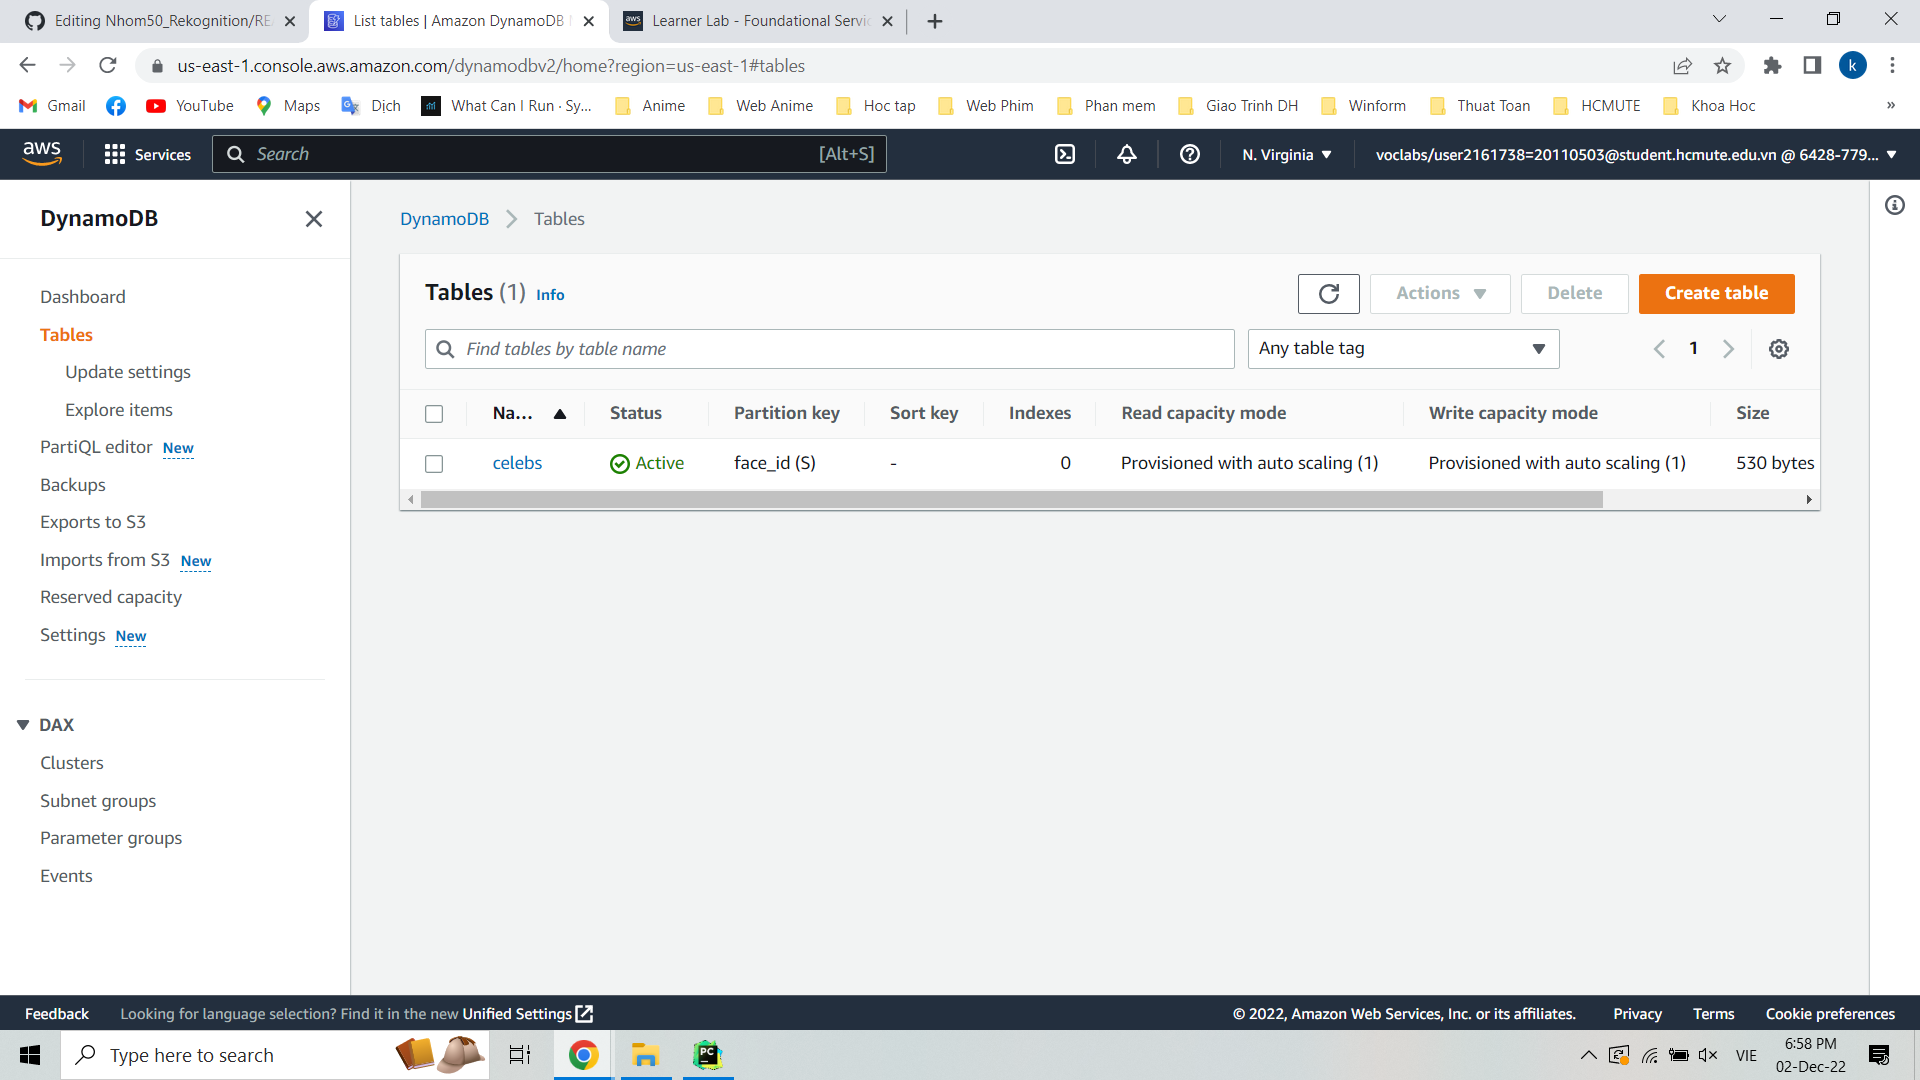 Editing Nhom50_Rekognition/RE
List tables | Amazon DynamoDB
Learner Lab - Foundational Servic
us-east-1.console.aws.amazon.com/dynamodbv2/home?region=us-east-1#tables
k
Gmail
YouTube
Maps
Dịch
What Can I Run · Sy...
Anime
Web Anime
Hoc tap
Web Phim
Phan mem
Giao Trinh DH
Winform
Thuat Toan
HCMUTE
Khoa Hoc
»
aws
Services
Search
[Alt+S]
N. Virginia
voclabs/user2161738=20110503@student.hcmute.edu.vn @ 6428-779...
DynamoDB
Dashboard
Tables
Update settings
Explore items
PartiQL editor New
Backups
Exports to S3
Imports from S3 New
Reserved capacity
Settings New
DAX
Clusters
Subnet groups
Parameter groups
Events
DynamoDB
Tables
Tables (1) Info
Actions
Delete
Create table
Find tables by table name
Any table tag
1
Na... Status Partition key Sort key Indexes Read capacity mode Write capacity mode Size
celebs Active face_id (S) - 0 Provisioned with auto scaling (1) Provisioned with auto scaling (1) 530 bytes
Feedback
Looking for language selection? Find it in the new Unified Settings
© 2022, Amazon Web Services, Inc. or its affiliates.
Privacy
Terms
Cookie preferences
Type here to search
PC
VIE
6:58 PM
02-Dec-22